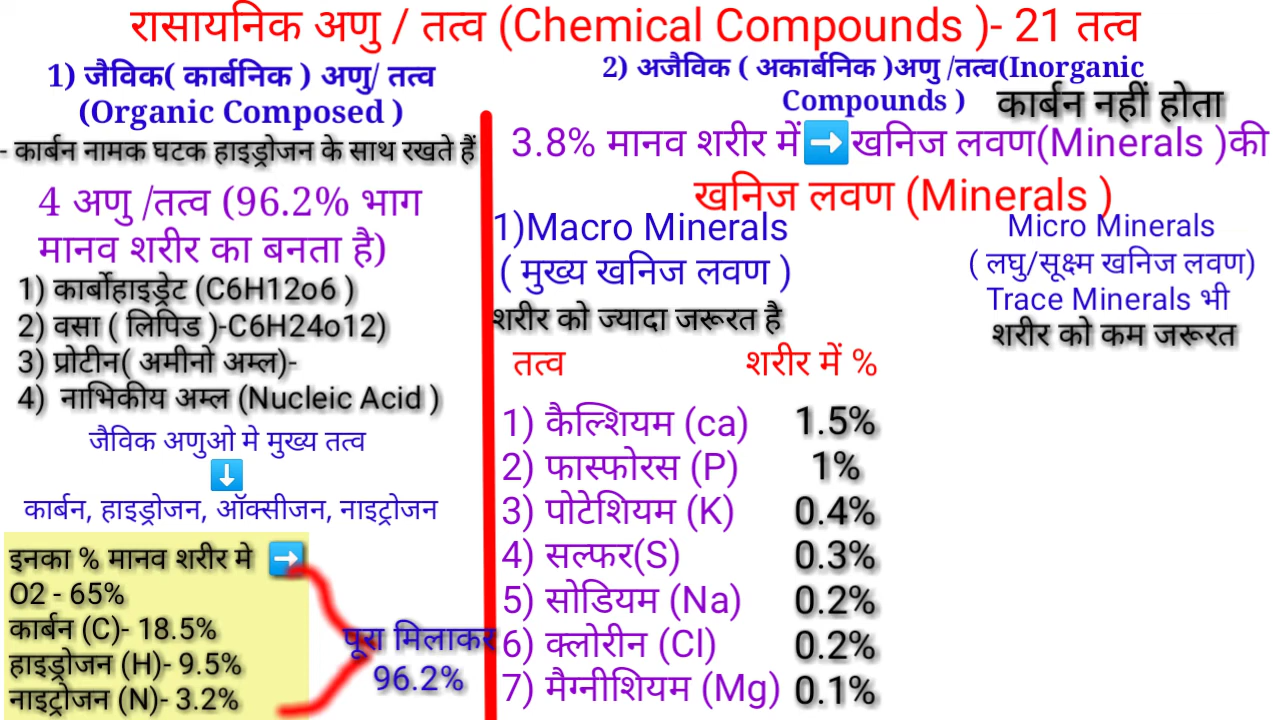 रासायनिक अणु / तत्व (Chemical Compounds )- 21 तत्व
1) जैविक( कार्बनिक ) अणु/ तत्व
(Organic Composed )
- कार्बन नामक घटक हाइड्रोजन के साथ रखते हैं
4 अणु /तत्व (96.2% भाग
मानव शरीर का बनता है)
1) कार्बोहाइड्रेट (C6H12o6 )
2) वसा ( लिपिड )-C6H24o12)
3) प्रोटीन( अमीनो अम्ल)-
4) नाभिकीय अम्ल (Nucleic Acid )
जैविक अणुओ मे मुख्य तत्व
⬇️
कार्बन, हाइड्रोजन, ऑक्सीजन, नाइट्रोजन
इनका % मानव शरीर मे ➡️
O2 - 65%
कार्बन (C)- 18.5%
हाइड्रोजन (H)- 9.5%
नाइट्रोजन (N)- 3.2%
पूरा मिलाकर
96.2%
2) अजैविक ( अकार्बनिक )अणु /तत्व(Inorganic
Compounds )
कार्बन नहीं होता
3.8% मानव शरीर में➡️खनिज लवण(Minerals )की
खनिज लवण (Minerals )
1)Macro Minerals
( मुख्य खनिज लवण )
शरीर को ज्यादा जरूरत है
तत्व शरीर में %
1) कैल्शियम (ca) 1.5%
2) फास्फोरस (P) 1%
3) पोटेशियम (K) 0.4%
4) सल्फर(S) 0.3%
5) सोडियम (Na) 0.2%
6) क्लोरीन (Cl) 0.2%
7) मैग्नीशियम (Mg) 0.1%
Micro Minerals
( लघु/सूक्ष्म खनिज लवण)
Trace Minerals भी
शरीर को कम जरूरत